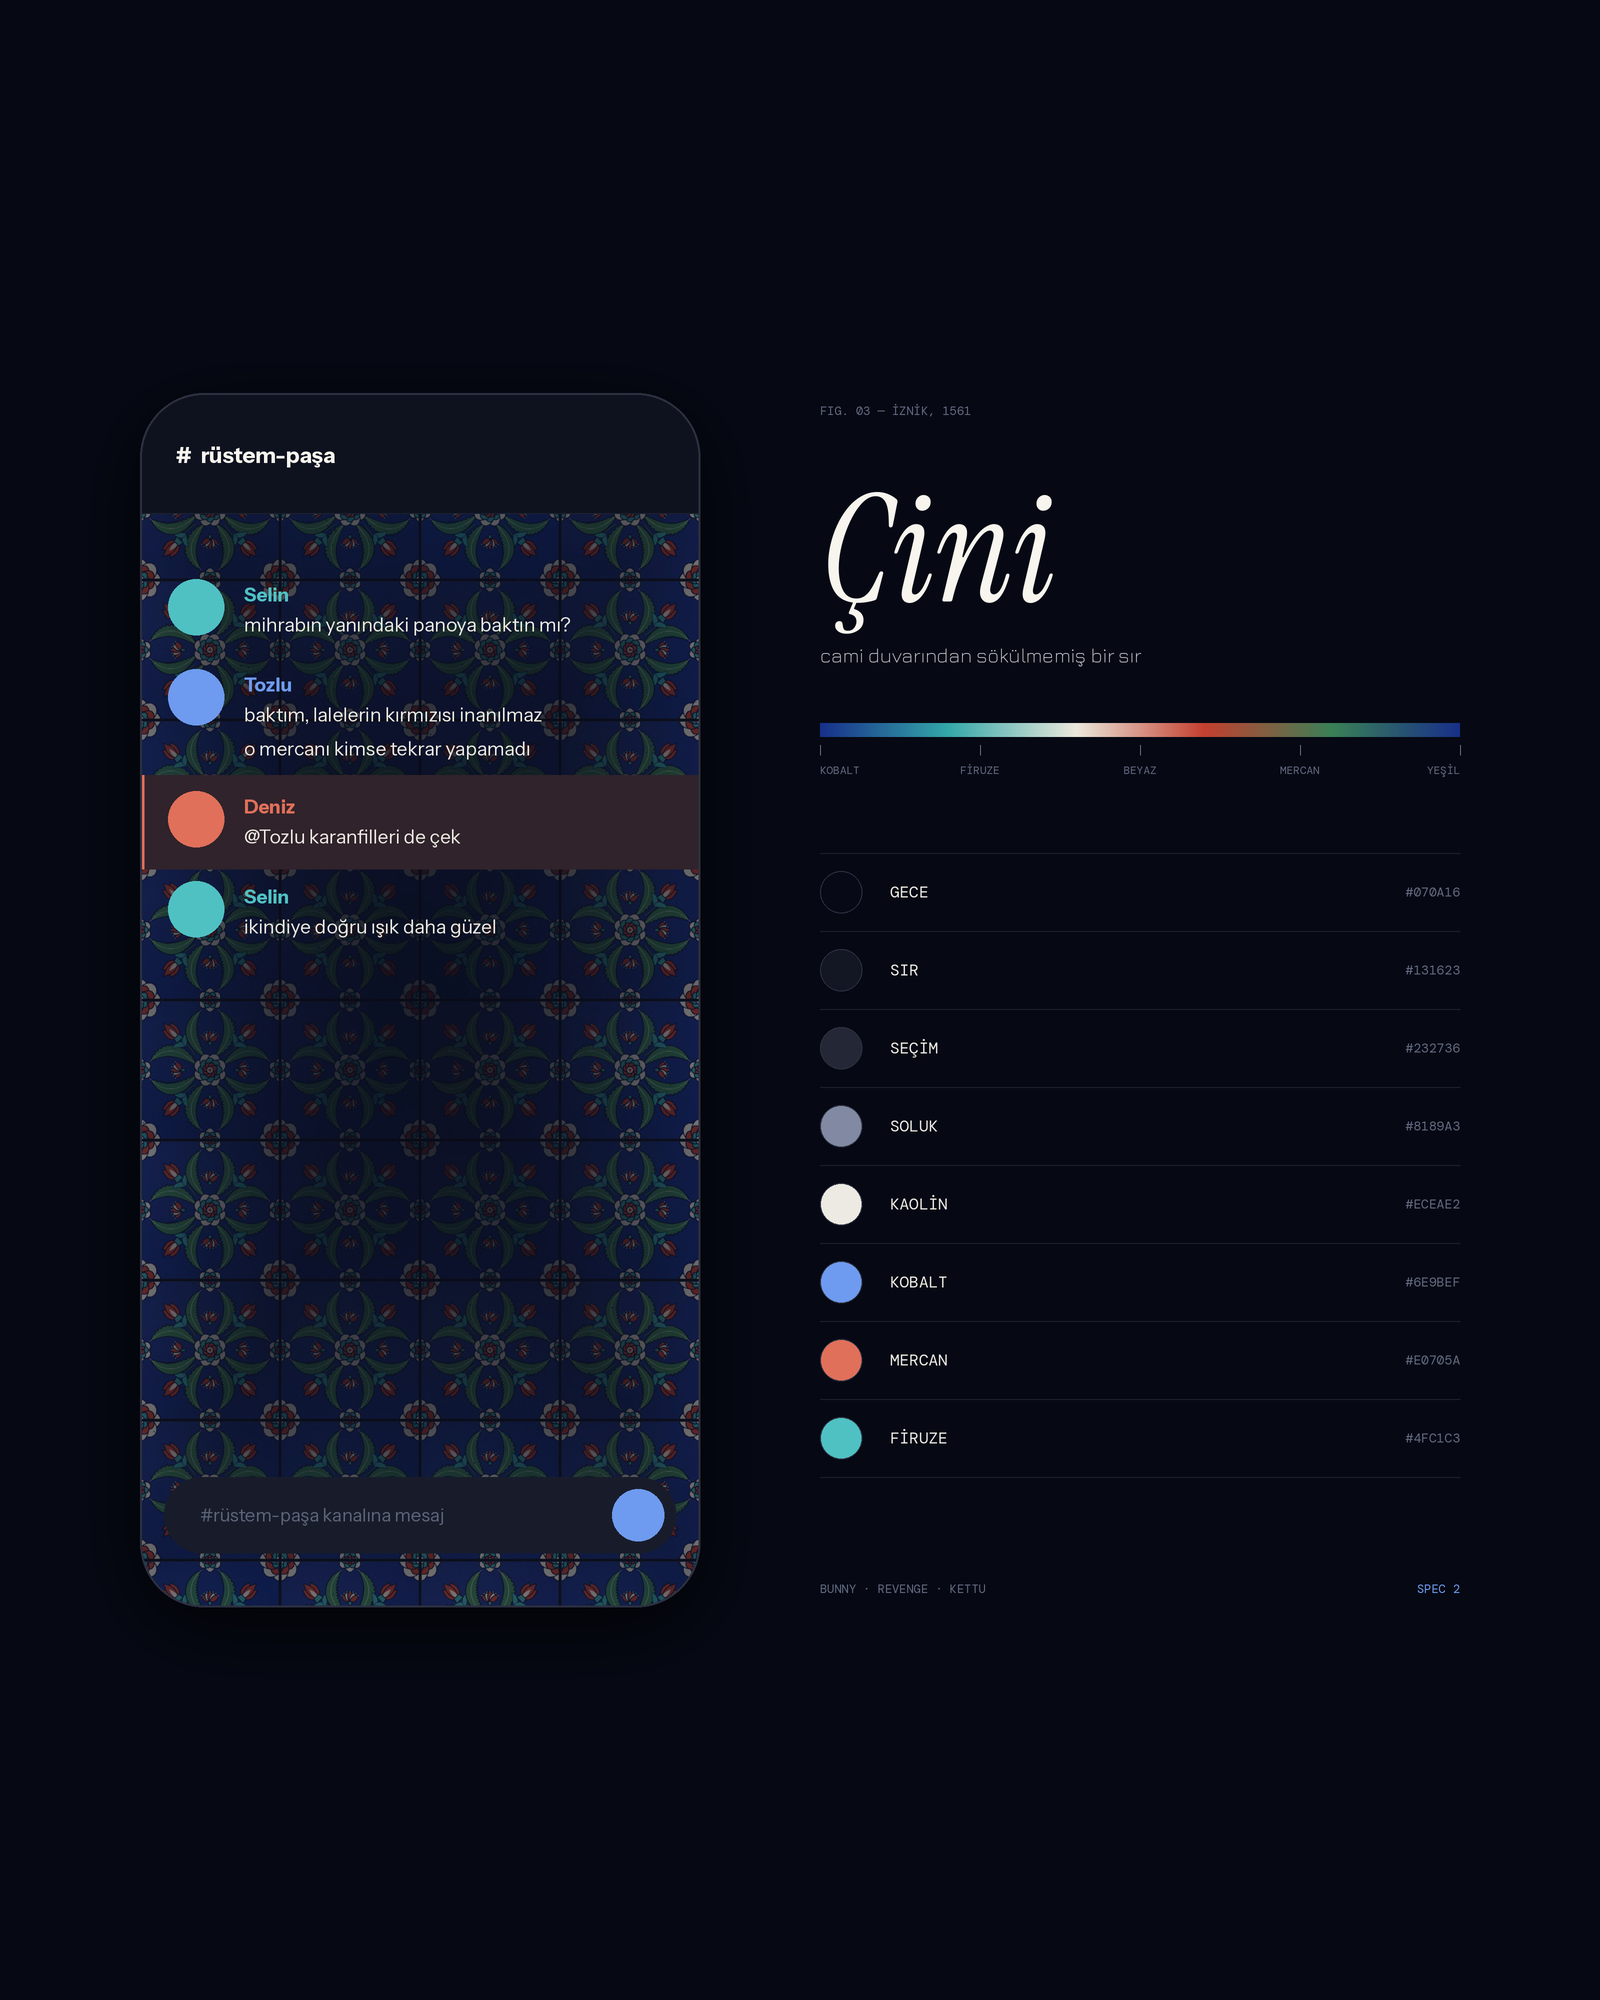 # rüstem-paşa
Selin
mihrabın yanındaki panoya baktın mı?
Tozlu
baktım, lalelerin kırmızısı inanılmaz
o mercanı kimse tekrar yapamadı
Deniz
@Tozlu karanfilleri de çek
Selin
ikindiye doğru ışık daha güzel
#rüstem-paşa kanalına mesaj
FIG. 03 — İZNİK, 1561
Çini
cami duvarından sökülmemiş bir sır
KOBALT FİRUZE BEYAZ MERCAN YEŞİL
GECE #070A16
SIR #131623
SEÇİM #232736
SOLUK #8189A3
KAOLİN #ECEAE2
KOBALT #6E9BEF
MERCAN #E0705A
FİRUZE #4FC1C3
BUNNY · REVENGE · KETTU SPEC 2